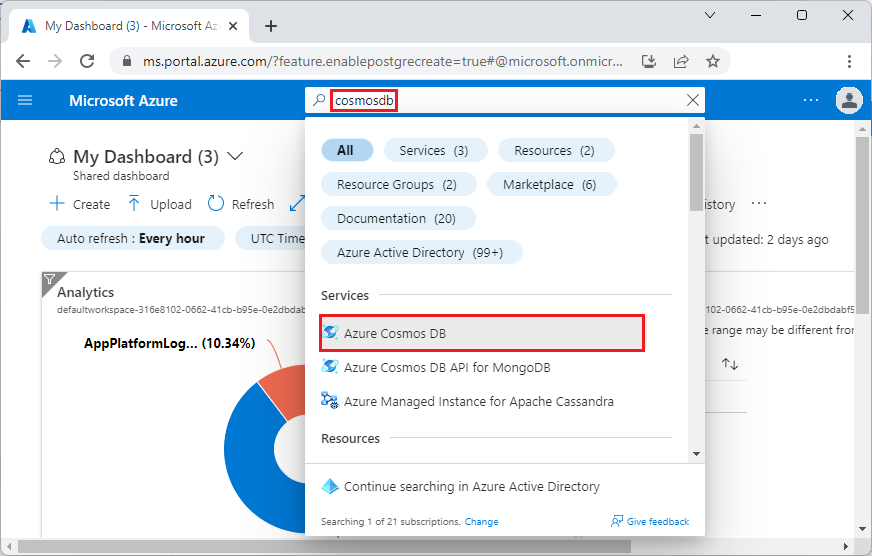 My Dashboard (3) - Microsoft Az
ms.portal.azure.com/?feature.enablepostgrecreate=true#@microsoft.onmicr...
Microsoft Azure
cosmosdb
My Dashboard (3)
Shared dashboard
Create Upload Refresh
istory
Auto refresh : Every hour
UTC Time
t updated: 2 days ago
All
Services (3)
Resources (2)
Resource Groups (2)
Marketplace (6)
Documentation (20)
Azure Active Directory (99+)
Analytics
defaultworkspace-316e8102-0662-41cb-b95e-0e2dbdabf
-0662-41cb-b95e-0e2dbdabf5
e range may be different from
AppPlatformLog... (10.34%)
Services
Azure Cosmos DB
Azure Cosmos DB API for MongoDB
Azure Managed Instance for Apache Cassandra
Resources
Continue searching in Azure Active Directory
Searching 1 of 21 subscriptions. Change
Give feedback